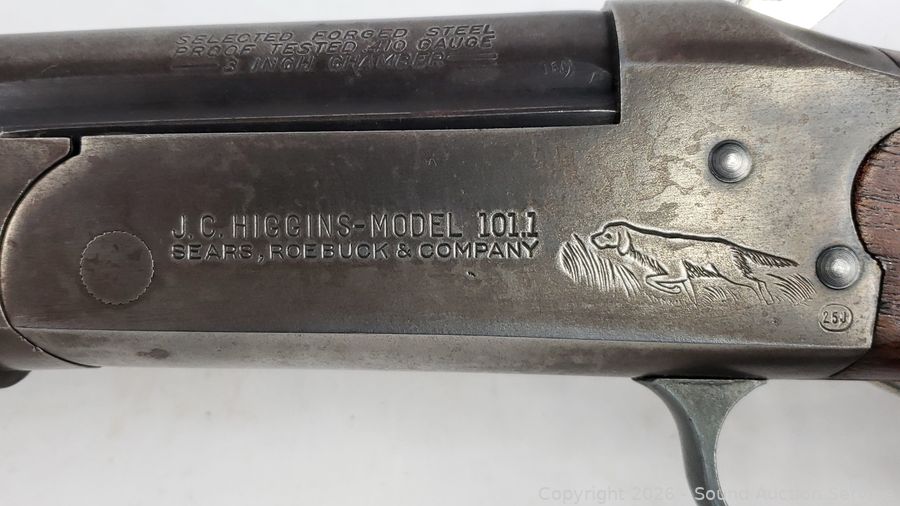 SELECTED FORGED STEEL
PROOF TESTED .410 GAUGE
3 INCH CHAMBER
J. C. HIGGINS-MODEL 101.1
SEARS, ROEBUCK & COMPANY
25J
Copyright 2026 - Sound Auction Service